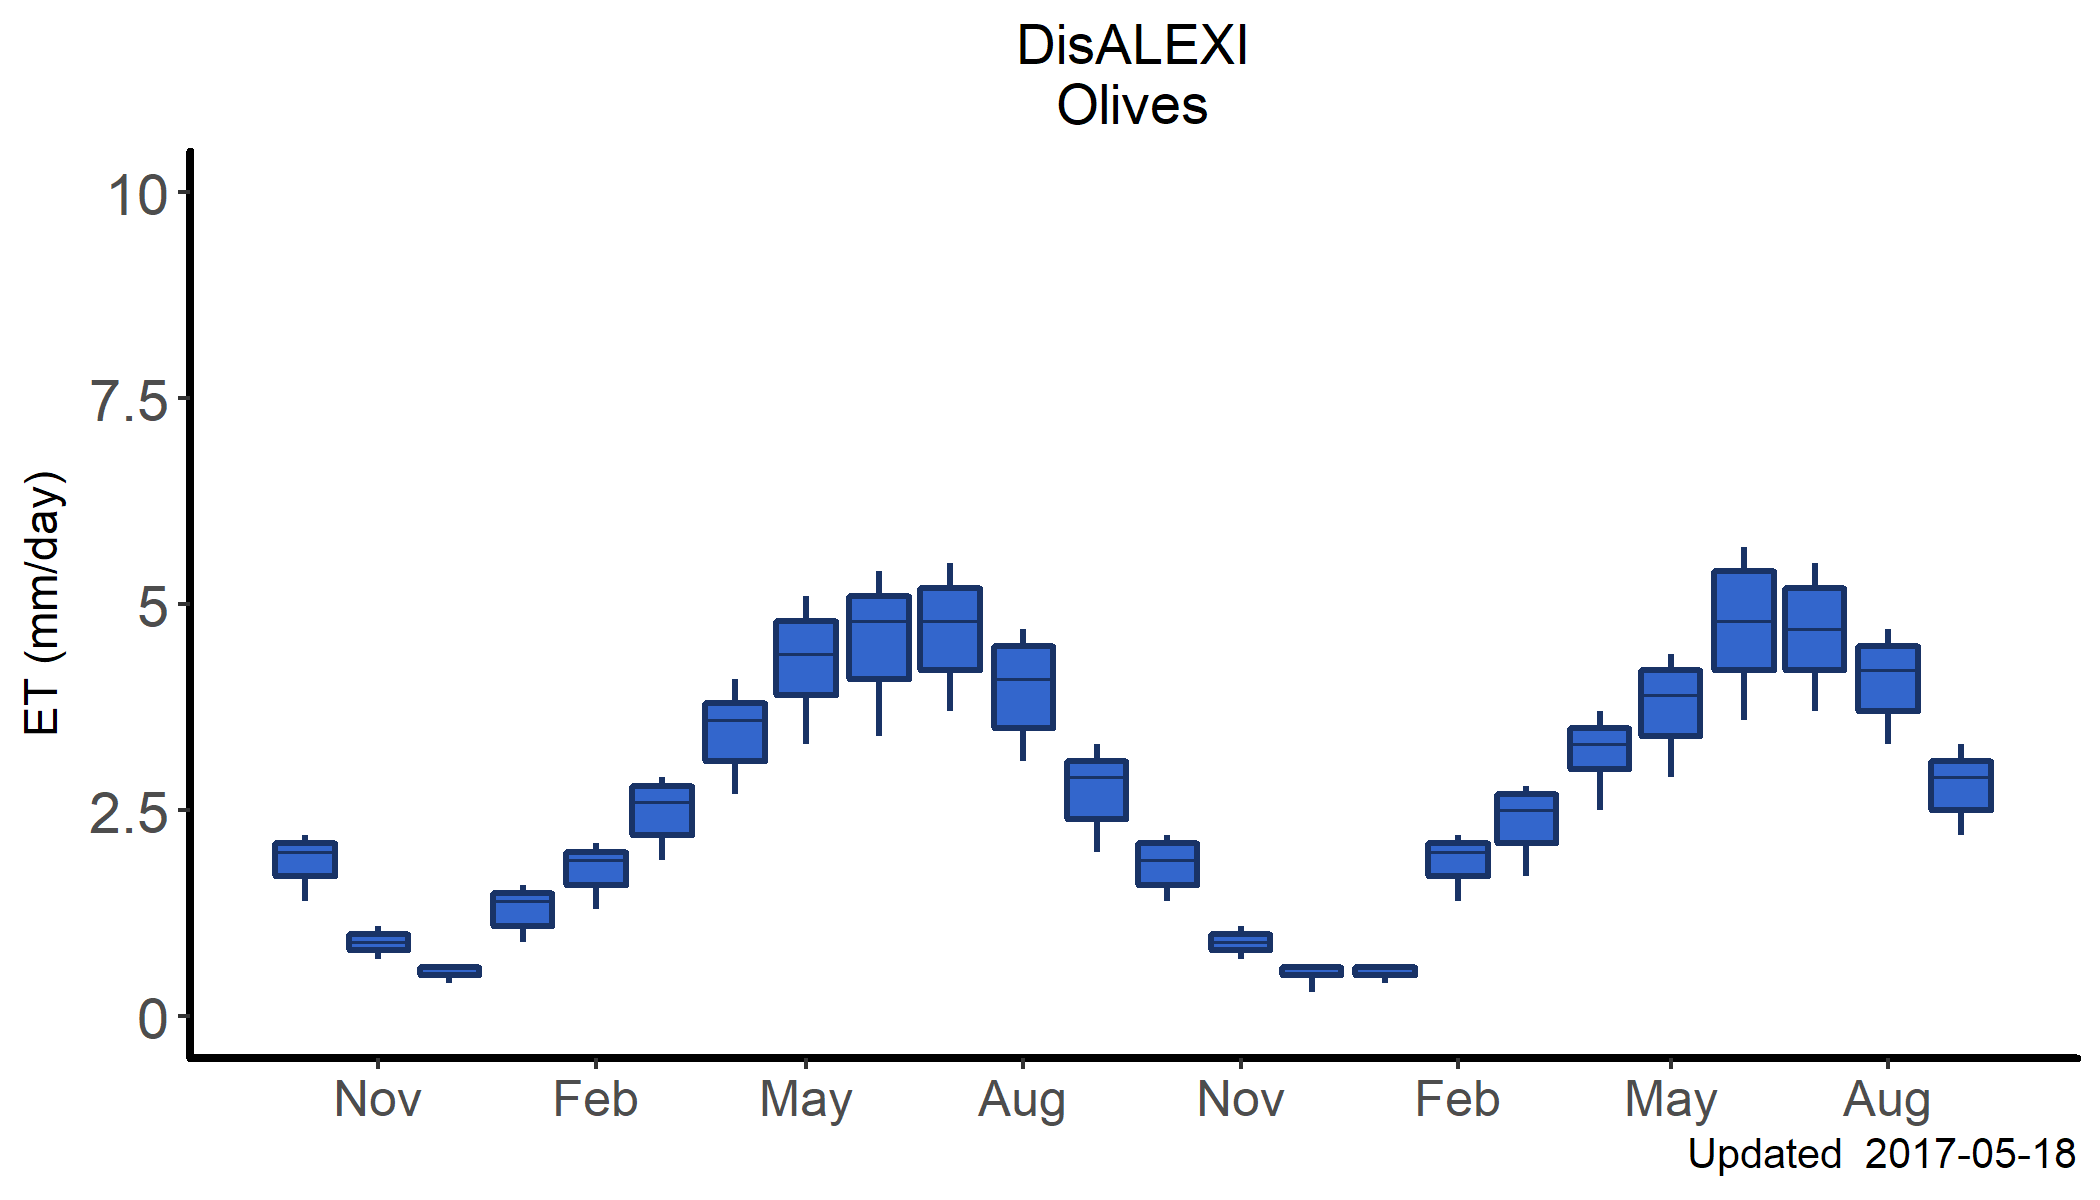 DisALEXI
Olives
ET (mm/day)
10
7.5
5
2.5
0
Nov Feb May Aug Nov Feb May Aug
Updated 2017-05-18